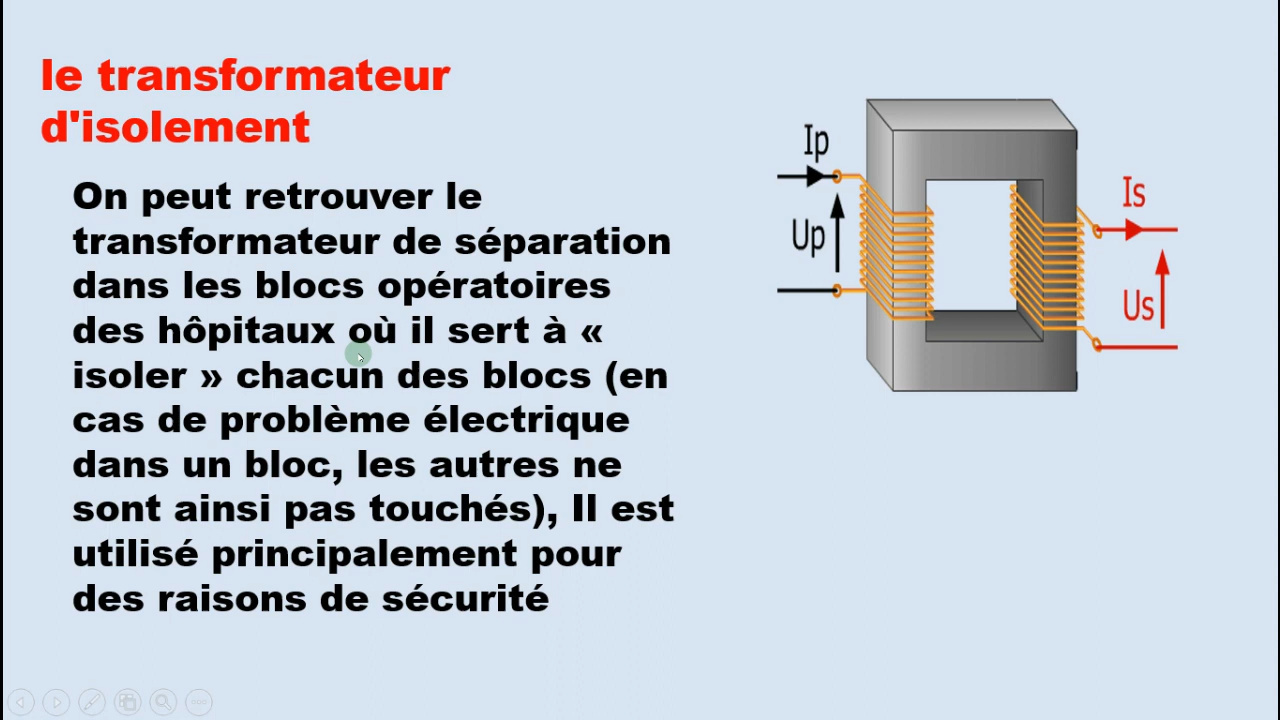 le transformateur
d'isolement
On peut retrouver le
transformateur de séparation
dans les blocs opératoires
des hôpitaux où il sert à «
isoler » chacun des blocs (en
cas de problème électrique
dans un bloc, les autres ne
sont ainsi pas touchés), Il est
utilisé principalement pour
des raisons de sécurité
Ip
Up
Is
Us